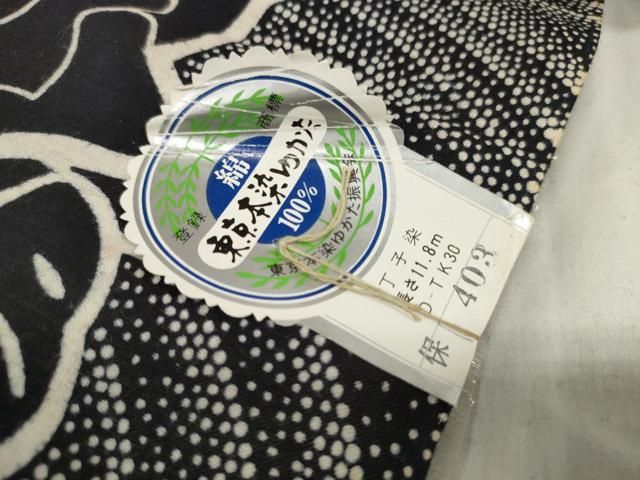 登録
商標
綿
東京本染ゆかた
100%
東京本染ゆかた振興会
丁子染
長さ11.8m
O-TK30
保 403